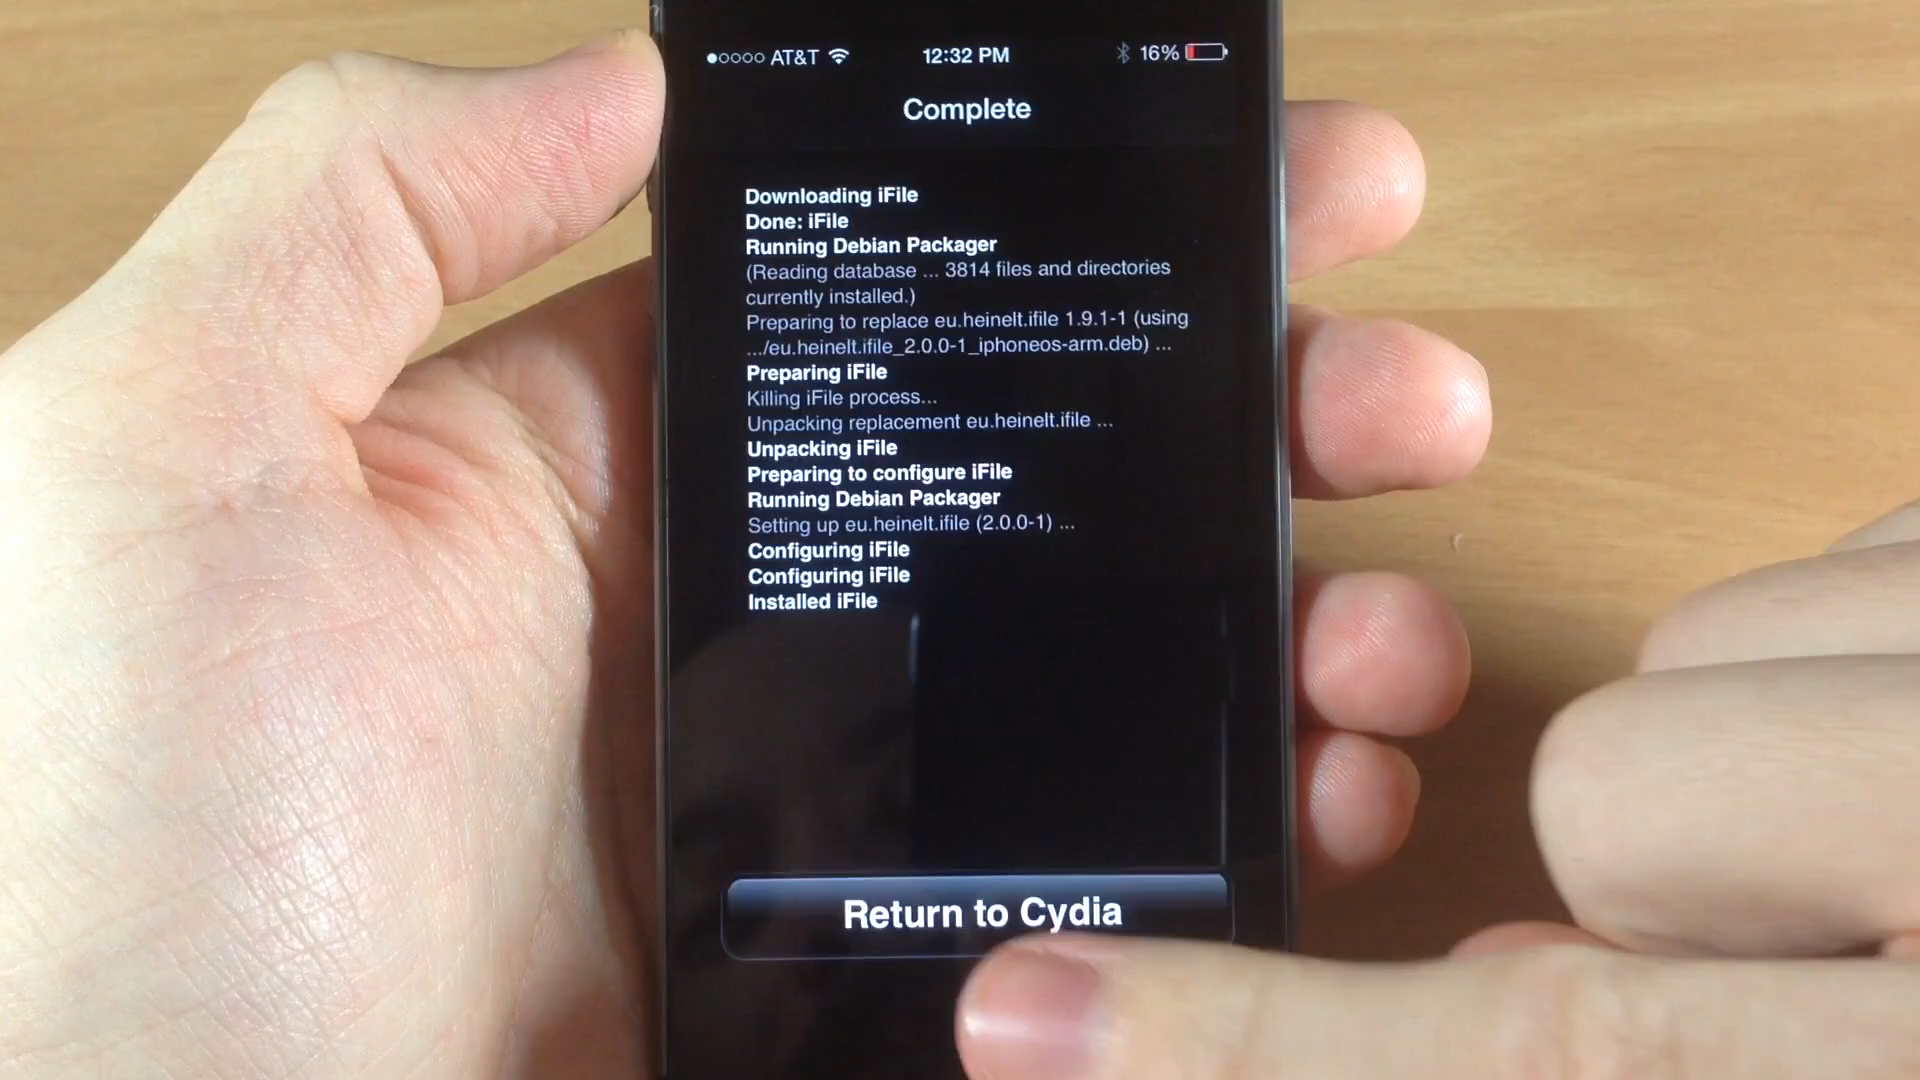 AT&T 12:32 PM 16%
Complete
Downloading iFile
Done: iFile
Running Debian Packager
(Reading database ... 3814 files and directories
currently installed.)
Preparing to replace eu.heinelt.ifile 1.9.1-1 (using
.../eu.heinelt.ifile_2.0.0-1_iphoneos-arm.deb) ...
Preparing iFile
Killing iFile process...
Unpacking replacement eu.heinelt.ifile ...
Unpacking iFile
Preparing to configure iFile
Running Debian Packager
Setting up eu.heinelt.ifile (2.0.0-1) ...
Configuring iFile
Configuring iFile
Installed iFile
Return to Cydia